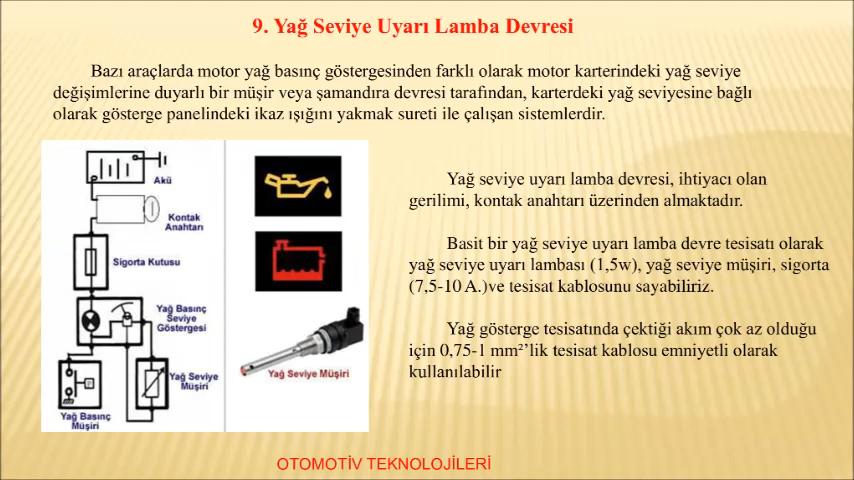 9. Yağ Seviye Uyarı Lamba Devresi
Bazı araçlarda motor yağ basınç göstergesinden farklı olarak motor karterindeki yağ seviye
değişimlerine duyarlı bir müşir veya şamandıra devresi tarafından, karterdeki yağ seviyesine bağlı
olarak gösterge panelindeki ikaz ışığını yakmak sureti ile çalışan sistemlerdir.
Akü
Kontak
Anahtarı
Sigorta Kutusu
Yağ Basınç
Seviye
Göstergesi
Yağ Seviye
Müşiri
Yağ Basınç
Müşiri
Yağ Seviye Müşiri
Yağ seviye uyarı lamba devresi, ihtiyacı olan
gerilimi, kontak anahtarı üzerinden almaktadır.
Basit bir yağ seviye uyarı lamba devre tesisatı olarak
yağ seviye uyarı lambası (1,5w), yağ seviye müşiri, sigorta
(7,5-10 A.)ve tesisat kablosunu sayabiliriz.
Yağ gösterge tesisatında çektiği akım çok az olduğu
için 0,75-1 mm²’lik tesisat kablosu emniyetli olarak
kullanılabilir
OTOMOTİV TEKNOLOJİLERİ